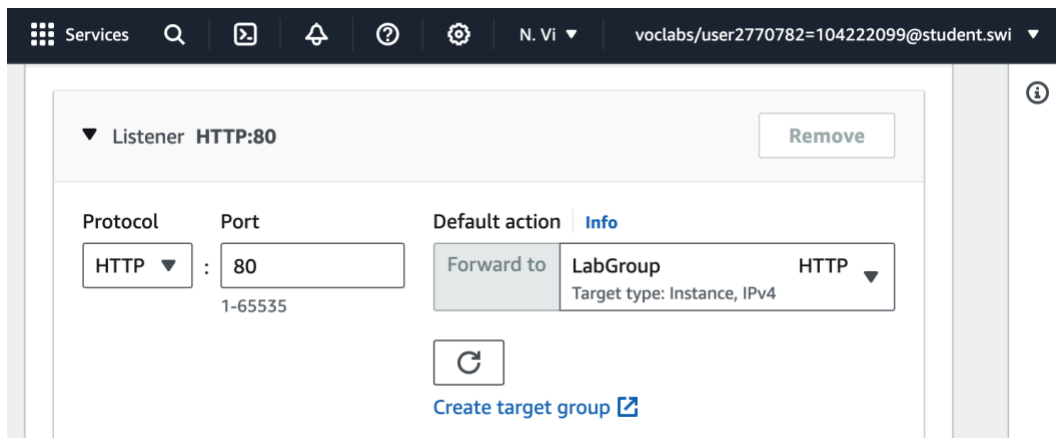 Services N. Vi ▼ voclabs/user2770782=104222099@student.swi ▼
▼ Listener HTTP:80 Remove
Protocol Port Default action Info
HTTP ▼ : 80 Forward to LabGroup HTTP ▼
1-65535 Target type: Instance, IPv4
Create target group